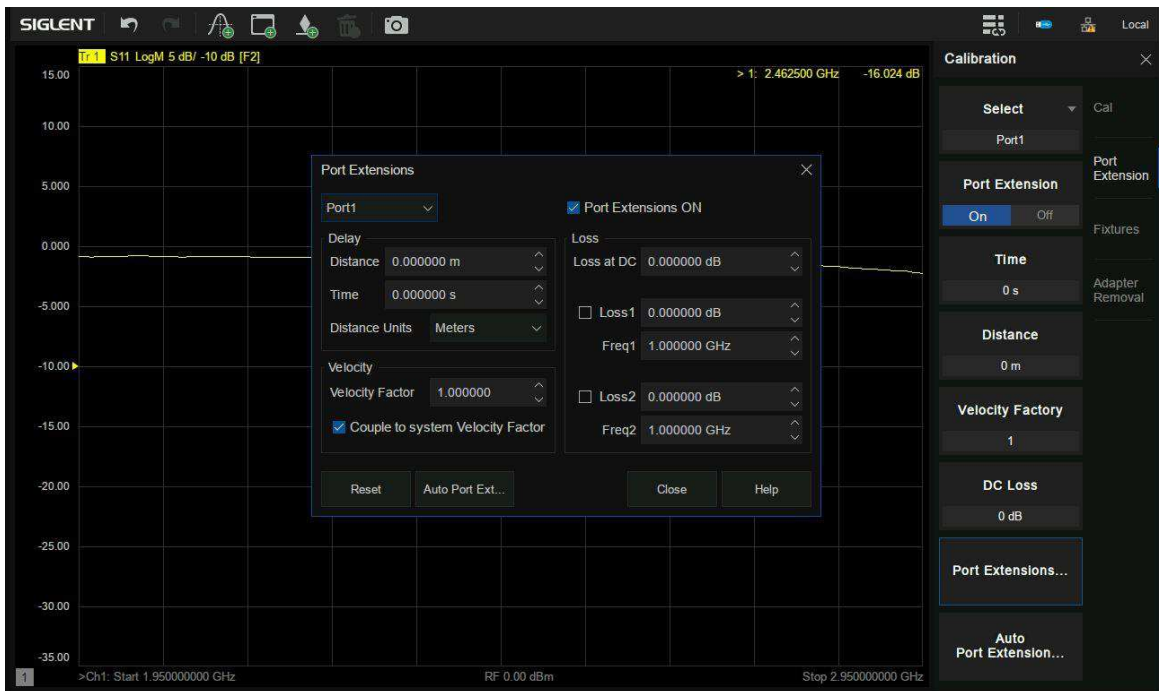 SIGLENT
Local
Tr 1 S11 LogM 5 dB/ -10 dB [F2]
> 1: 2.462500 GHz -16.024 dB
15.00
10.00
5.000
0.000
-5.000
-10.00
-15.00
-20.00
-25.00
-30.00
-35.00
Port Extensions
Port1
Port Extensions ON
Delay
Distance 0.000000 m
Time 0.000000 s
Distance Units Meters
Velocity
Velocity Factor 1.000000
Couple to system Velocity Factor
Loss
Loss at DC 0.000000 dB
Loss1 0.000000 dB
Freq1 1.000000 GHz
Loss2 0.000000 dB
Freq2 1.000000 GHz
Reset
Auto Port Ext...
Close
Help
1
>Ch1: Start 1.950000000 GHz
RF 0.00 dBm
Stop 2.950000000 GHz
Calibration
Select
Port1
Port Extension
On Off
Time
0 s
Distance
0 m
Velocity Factory
1
DC Loss
0 dB
Port Extensions...
Auto
Port Extension...
Cal
Port
Extension
Fixtures
Adapter
Removal